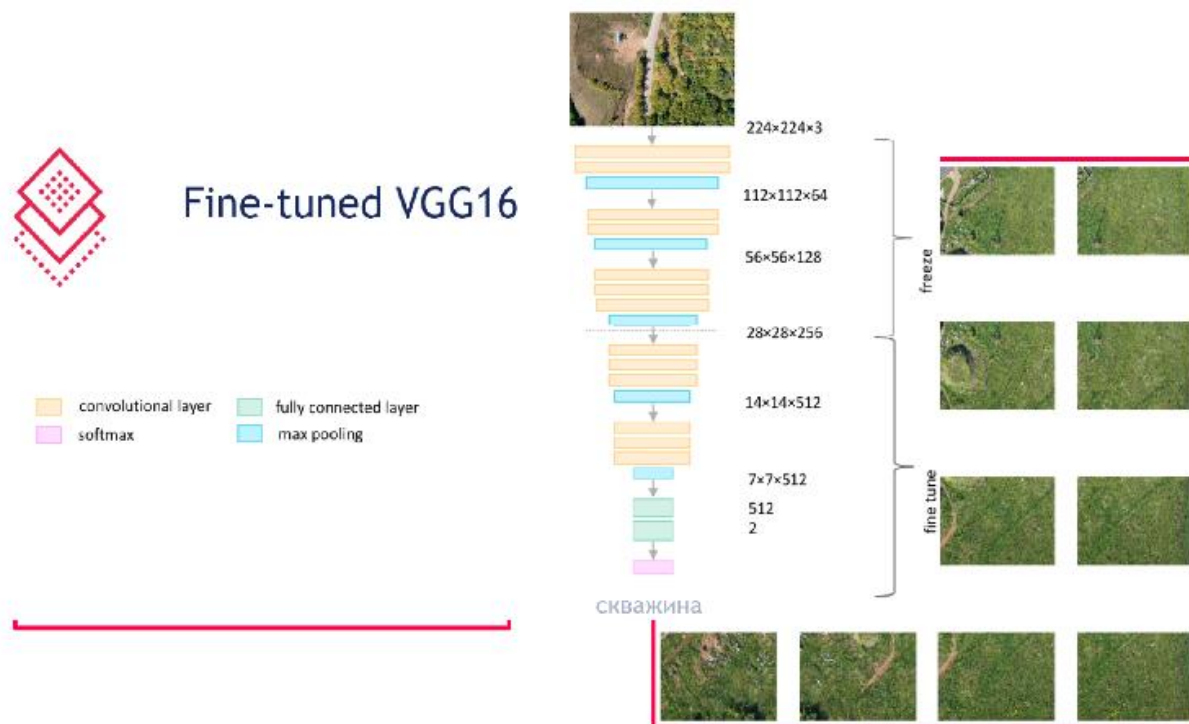 Fine-tuned VGG16
convolutional layer
fully connected layer
softmax
max pooling
224×224×3
112×112×64
56×56×128
28×28×256
14×14×512
7×7×512
512
2
freeze
fine tune
скважина